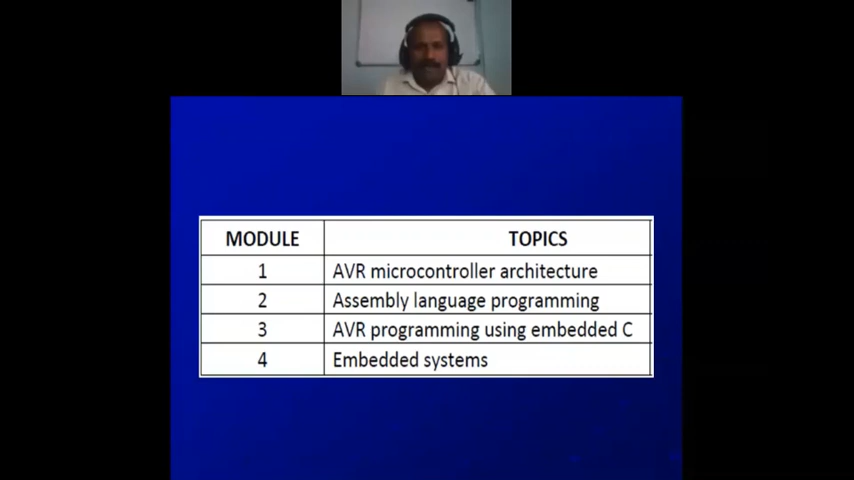 MODULE TOPICS
1 AVR microcontroller architecture
2 Assembly language programming
3 AVR programming using embedded C
4 Embedded systems